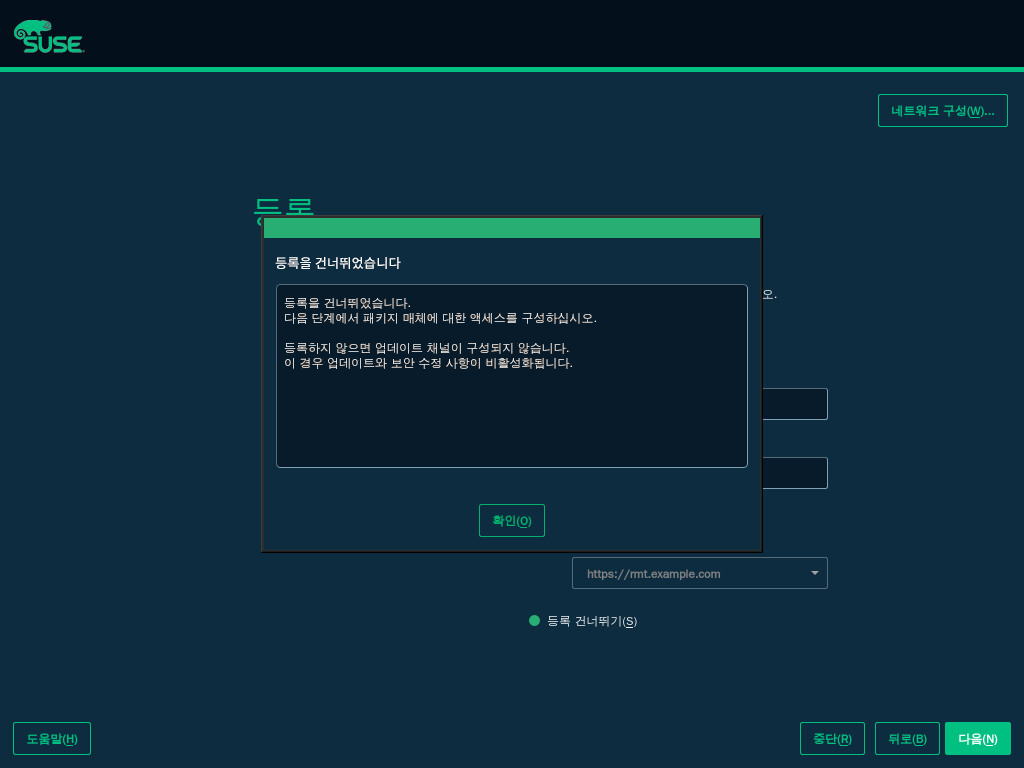 SUSE
네트워크 구성(W)...
등록
등록을 건너뛰었습니다
등록을 건너뛰었습니다.
다음 단계에서 패키지 매체에 대한 액세스를 구성하십시오.
등록하지 않으면 업데이트 채널이 구성되지 않습니다.
이 경우 업데이트와 보안 수정 사항이 비활성화됩니다.
오.
확인(O)
https://rmt.example.com
등록 건너뛰기(S)
도움말(H)
중단(R)
뒤로(B)
다음(N)